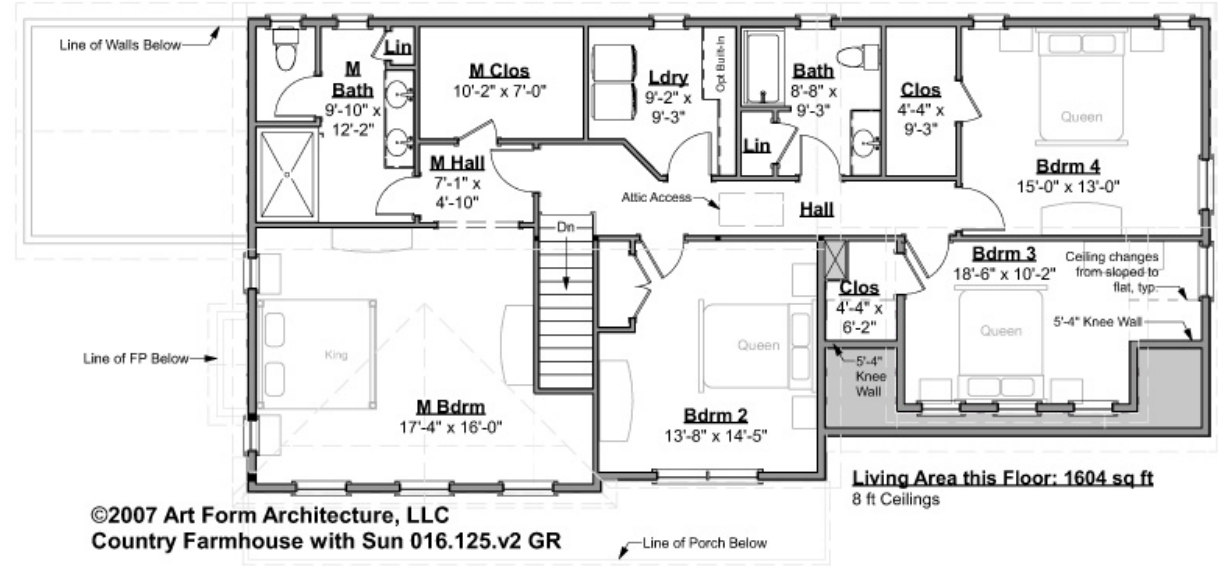 Line of Walls Below
Lin
M
Bath
9'-10" x
12'-2"
M Clos
10'-2" x 7'-0"
Ldry
9'-2" x
9'-3"
Opt Built-In
Bath
8'-8" x
9'-3"
Lin
Clos
4'-4" x
9'-3"
Queen
Bdrm 4
15'-0" x 13'-0"
M Hall
7'-1" x
4'-10"
Attic Access
Hall
Dn
Bdrm 3
18'-6" x 10'-2"
Ceiling changes
from sloped to
flat, typ.
Clos
4'-4" x
6'-2"
5'-4" Knee Wall
Queen
Line of FP Below
King
Queen
5'-4"
Knee
Wall
M Bdrm
17'-4" x 16'-0"
Bdrm 2
13'-8" x 14'-5"
Living Area this Floor: 1604 sq ft
8 ft Ceilings
©2007 Art Form Architecture, LLC
Country Farmhouse with Sun 016.125.v2 GR
Line of Porch Below